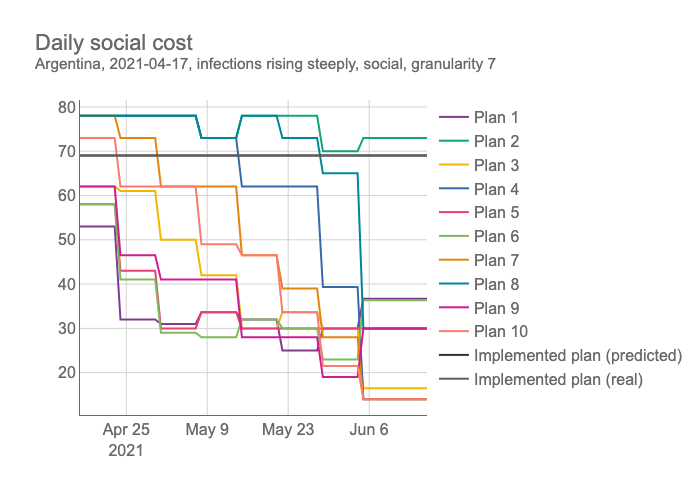 Daily social cost
Argentina, 2021-04-17, infections rising steeply, social, granularity 7
80
70
60
50
40
30
20
Apr 25
2021
May 9
May 23
Jun 6
Plan 1
Plan 2
Plan 3
Plan 4
Plan 5
Plan 6
Plan 7
Plan 8
Plan 9
Plan 10
Implemented plan (predicted)
Implemented plan (real)